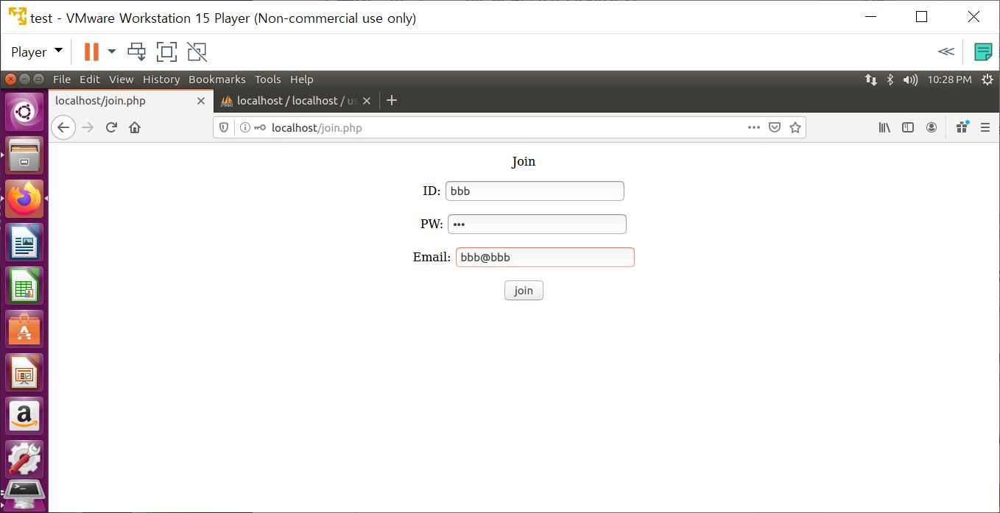 test - VMware Workstation 15 Player (Non-commercial use only)
Player
File Edit View History Bookmarks Tools Help
10:28 PM
localhost/join.php
localhost / localhost / us
localhost/join.php
Join
ID: bbb
PW: •••
Email: bbb@bbb
join